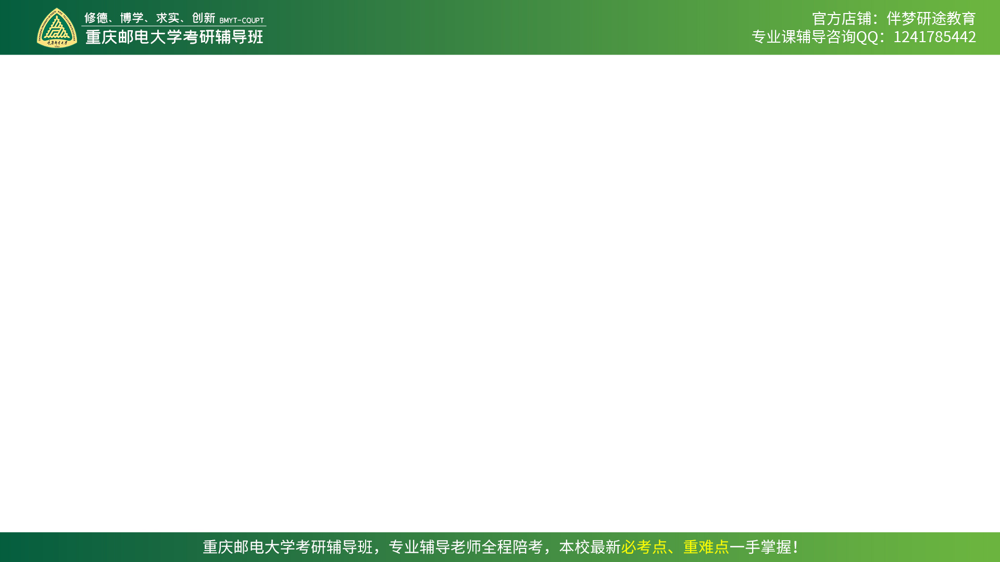 修德、博学、求实、创新 BMYT-CQUPT
重庆邮电大学考研辅导班
官方店铺：伴梦研途教育
专业课辅导咨询QQ：1241785442
重庆邮电大学考研辅导班，专业辅导老师全程陪考，本校最新必考点、重难点一手掌握！